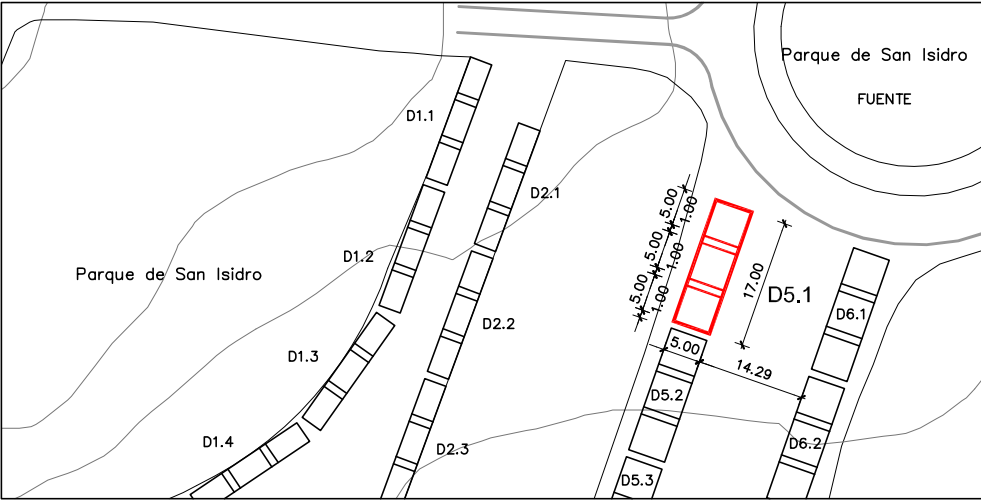 Parque de San Isidro
FUENTE
D1.1
D2.1
5.00
1.00
5.00
1.00
5.00
1.00
17.00
D5.1
D1.2
Parque de San Isidro
D6.1
D2.2
D1.3
5.00
14.29
D5.2
D1.4
D2.3
D6.2
D5.3